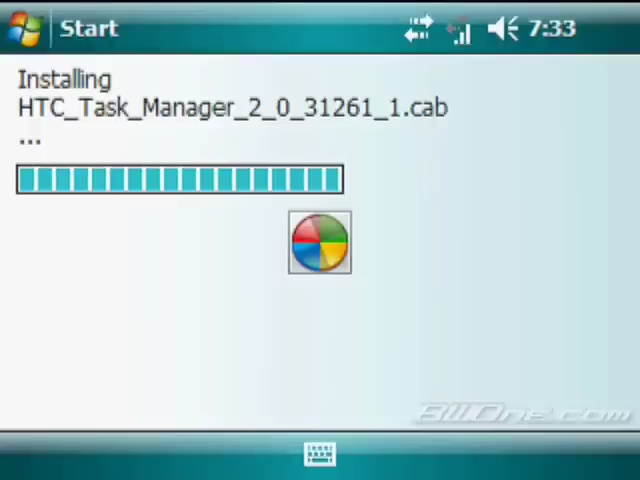 Start
7:33
Installing
HTC_Task_Manager_2_0_31261_1.cab
...
BillOne.com